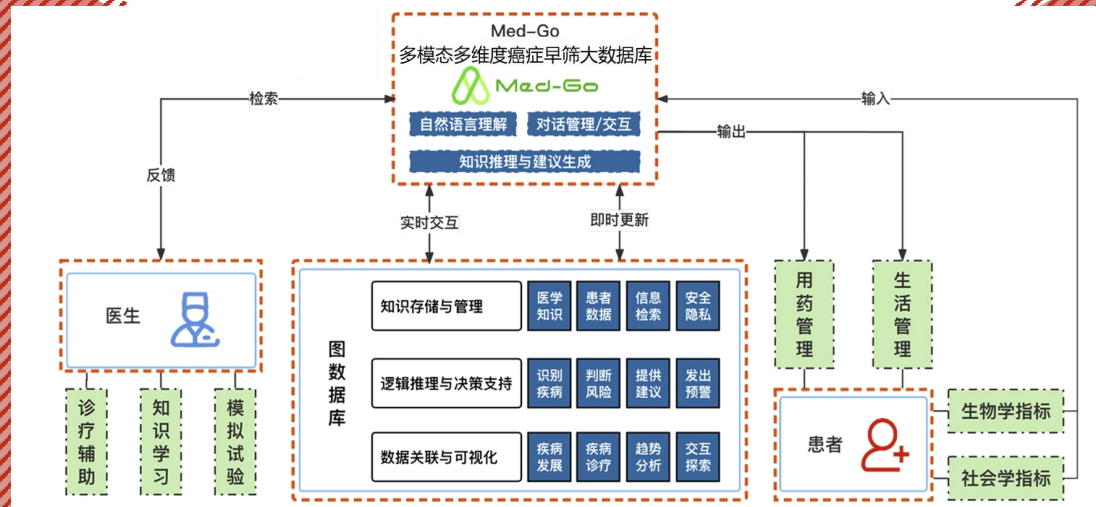 Med-Go
多模态多维度癌症早筛大数据库
Med-Go
自然语言理解
对话管理/交互
知识推理与建议生成
检索
反馈
输入
输出
实时交互
即时更新
医生
诊疗辅助
知识学习
模拟试验
图数据库
知识存储与管理
医学
知识
患者
数据
信息
检索
安全
隐私
逻辑推理与决策支持
识别
疾病
判断
风险
提供
建议
发出
预警
数据关联与可视化
疾病
发展
疾病
诊疗
趋势
分析
交互
探索
用药管理
生活管理
患者
生物学指标
社会学指标